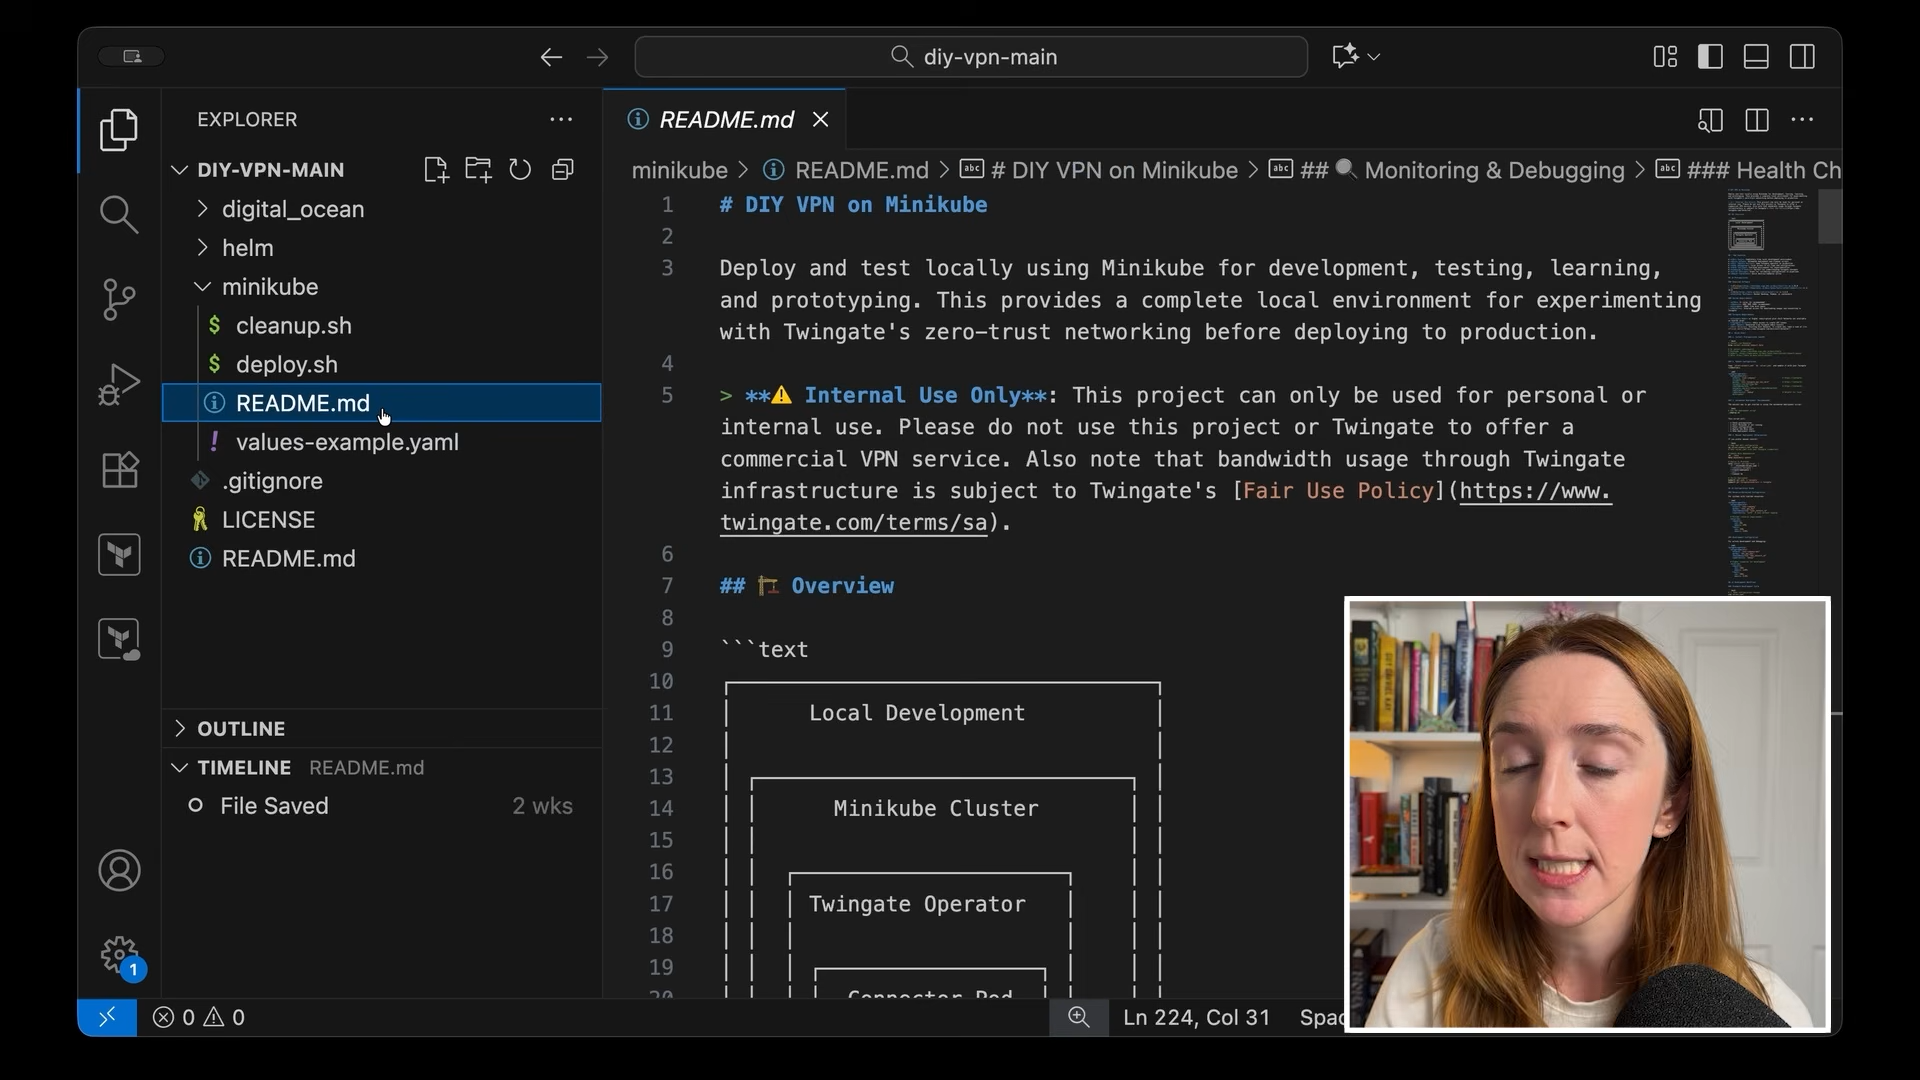 diy-vpn-main
EXPLORER
DIY-VPN-MAIN
digital_ocean
helm
minikube
$ cleanup.sh
$ deploy.sh
README.md
! values-example.yaml
.gitignore
LICENSE
README.md
OUTLINE
TIMELINE README.md
File Saved 2 wks
1
0 0
README.md
minikube > README.md > # DIY VPN on Minikube > ## 🔍 Monitoring & Debugging > ### Health Ch
1 # DIY VPN on Minikube
2
3 Deploy and test locally using Minikube for development, testing, learning,
and prototyping. This provides a complete local environment for experimenting
with Twingate's zero-trust networking before deploying to production.
4
5 > **⚠️ Internal Use Only**: This project can only be used for personal or
internal use. Please do not use this project or Twingate to offer a
commercial VPN service. Also note that bandwidth usage through Twingate
infrastructure is subject to Twingate's [Fair Use Policy](https://www.
twingate.com/terms/sa).
6
7 ## 🏗️ Overview
8
9 ```text
10
11 Local Development
12
13
14 Minikube Cluster
15
16
17 Twingate Operator
18
19
20 Connector Pod
Ln 224, Col 31 Spac